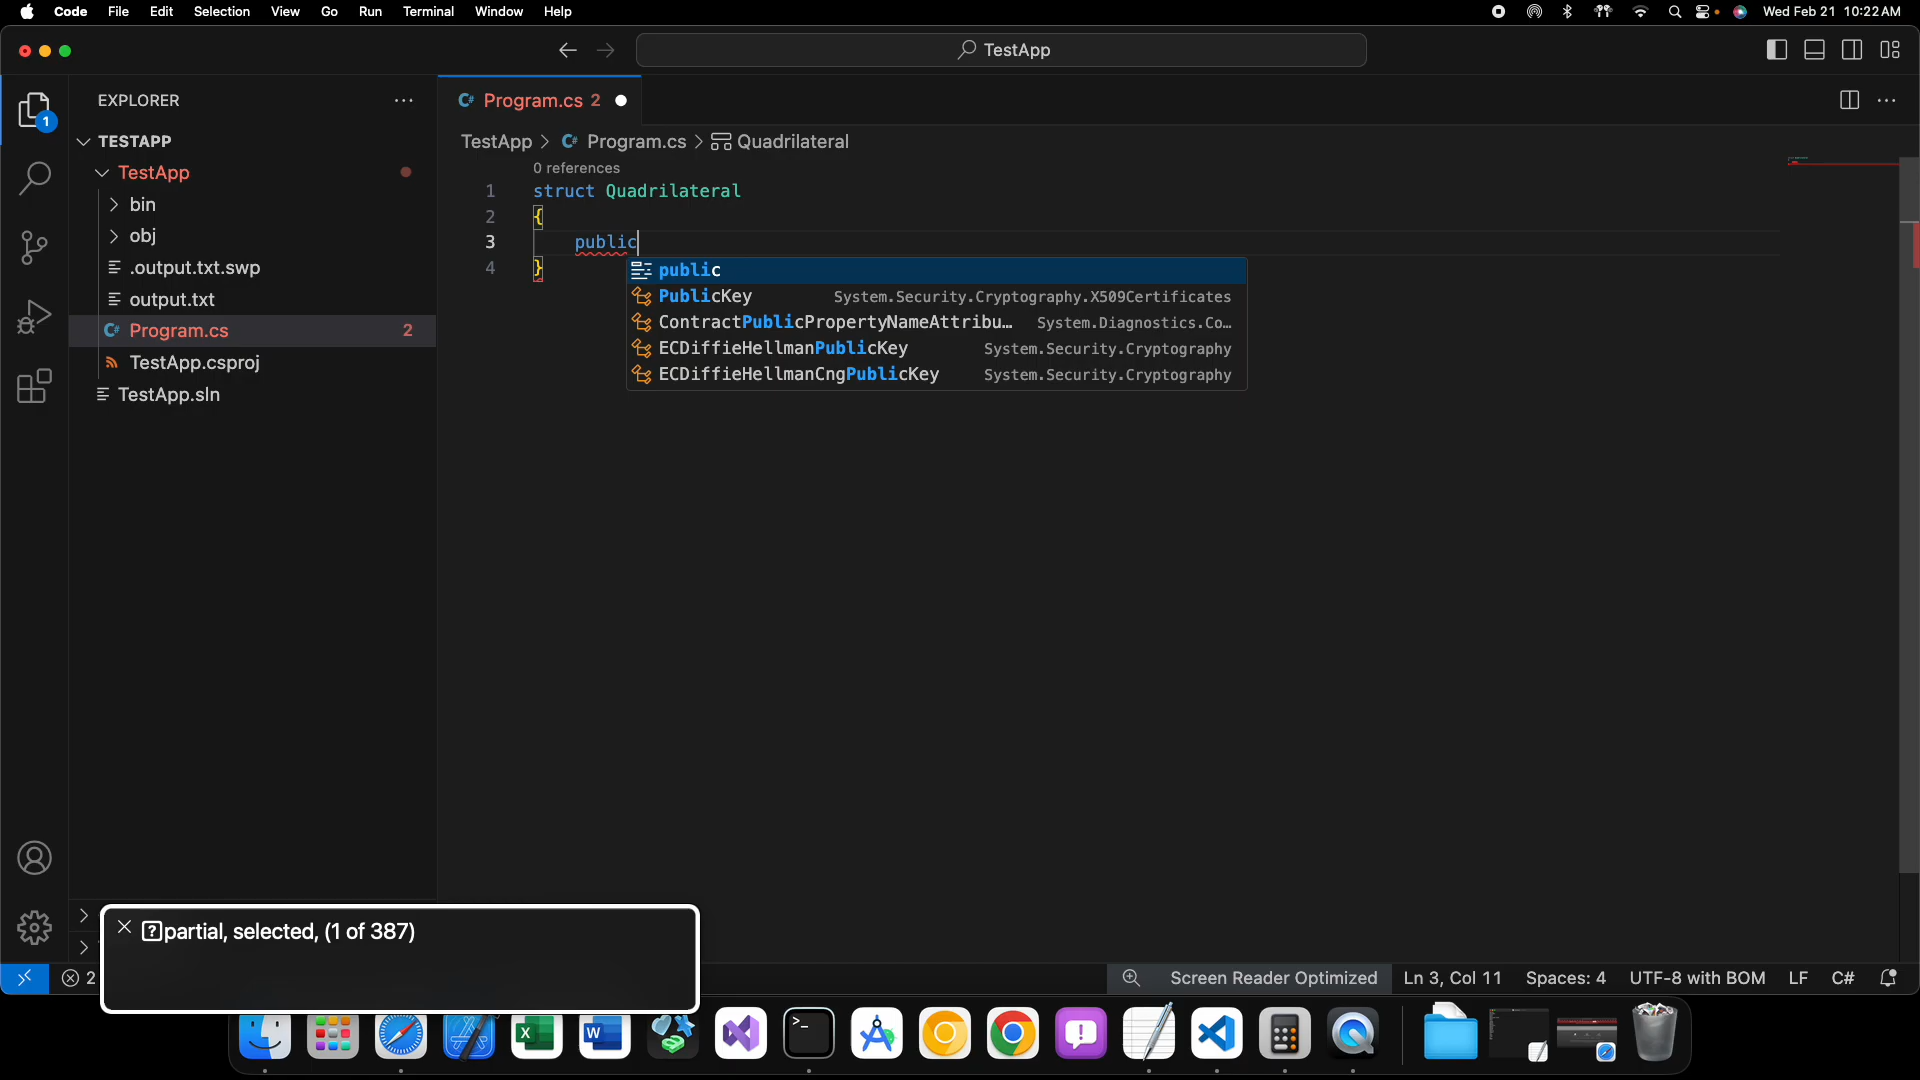 Code File Edit Selection View Go Run Terminal Window Help Wed Feb 21 10:22 AM
TestApp
EXPLORER
C# Program.cs 2
TESTAPP
TestApp > C# Program.cs > Quadrilateral
TestApp
0 references
1 struct Quadrilateral
bin
2 {
obj
3 public
4 }
.output.txt.swp
public
output.txt
PublicKey System.Security.Cryptography.X509Certificates
Program.cs 2
ContractPublicPropertyNameAttribu… System.Diagnostics.Co…
ECDiffieHellmanPublicKey System.Security.Cryptography
TestApp.csproj
ECDiffieHellmanCngPublicKey System.Security.Cryptography
TestApp.sln
1
partial, selected, (1 of 387)
2 Screen Reader Optimized Ln 3, Col 11 Spaces: 4 UTF-8 with BOM LF C#